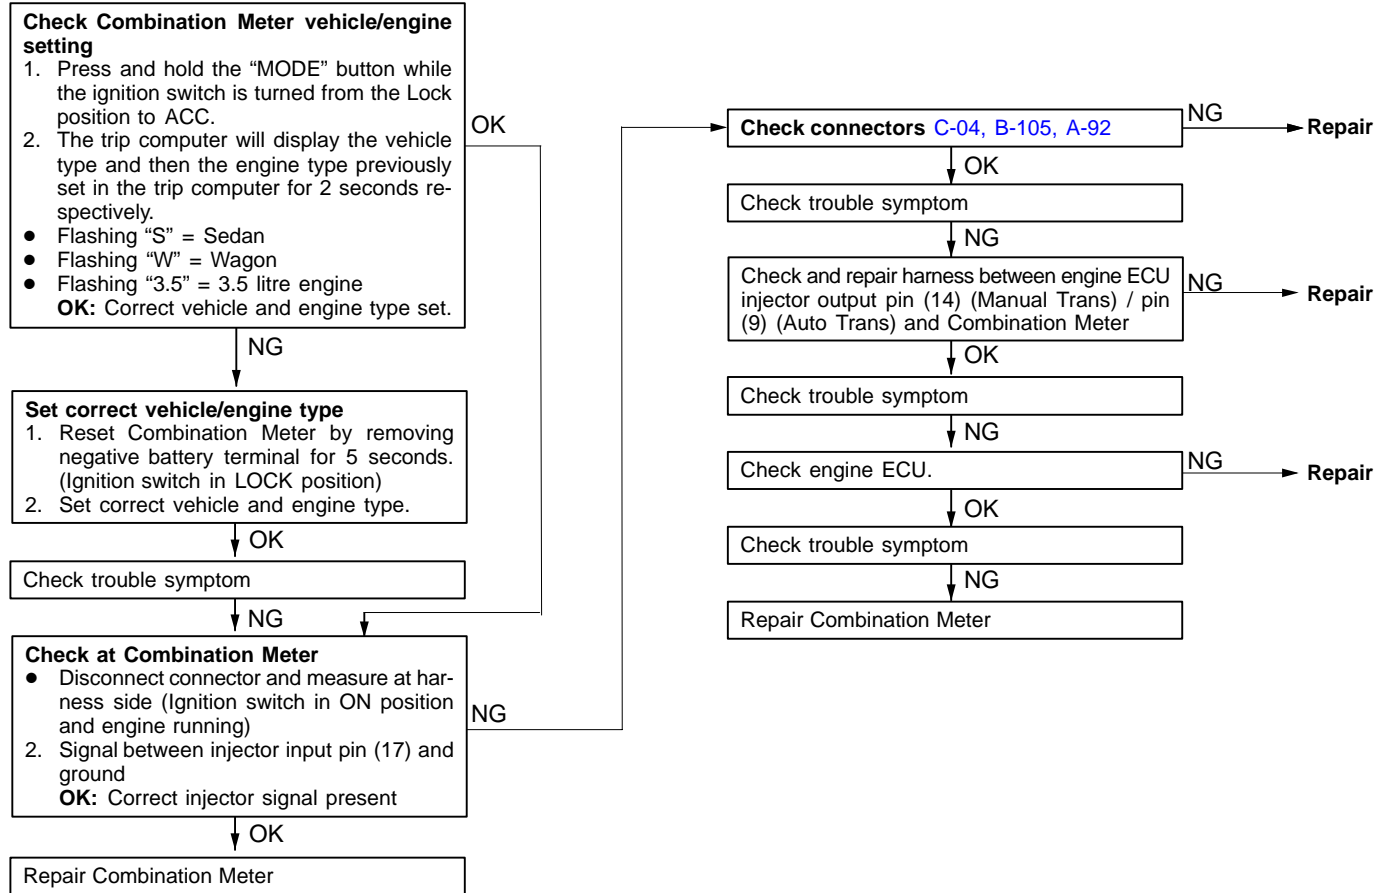 Check Combination Meter vehicle/engine
setting
1. Press and hold the “MODE” button while
the ignition switch is turned from the Lock
position to ACC.
2. The trip computer will display the vehicle
type and then the engine type previously
set in the trip computer for 2 seconds re-
spectively.
● Flashing “S” = Sedan
● Flashing “W” = Wagon
● Flashing “3.5” = 3.5 litre engine
OK: Correct vehicle and engine type set.
OK
NG
Set correct vehicle/engine type
1. Reset Combination Meter by removing
negative battery terminal for 5 seconds.
(Ignition switch in LOCK position)
2. Set correct vehicle and engine type.
OK
Check trouble symptom
NG
Check at Combination Meter
● Disconnect connector and measure at har-
ness side (Ignition switch in ON position
and engine running)
2. Signal between injector input pin (17) and
ground
OK: Correct injector signal present
NG
OK
Repair Combination Meter
Check connectors C-04, B-105, A-92
NG
Repair
OK
Check trouble symptom
NG
Check and repair harness between engine ECU
injector output pin (14) (Manual Trans) / pin
(9) (Auto Trans) and Combination Meter
NG
Repair
OK
Check trouble symptom
NG
Check engine ECU.
NG
Repair
OK
Check trouble symptom
NG
Repair Combination Meter